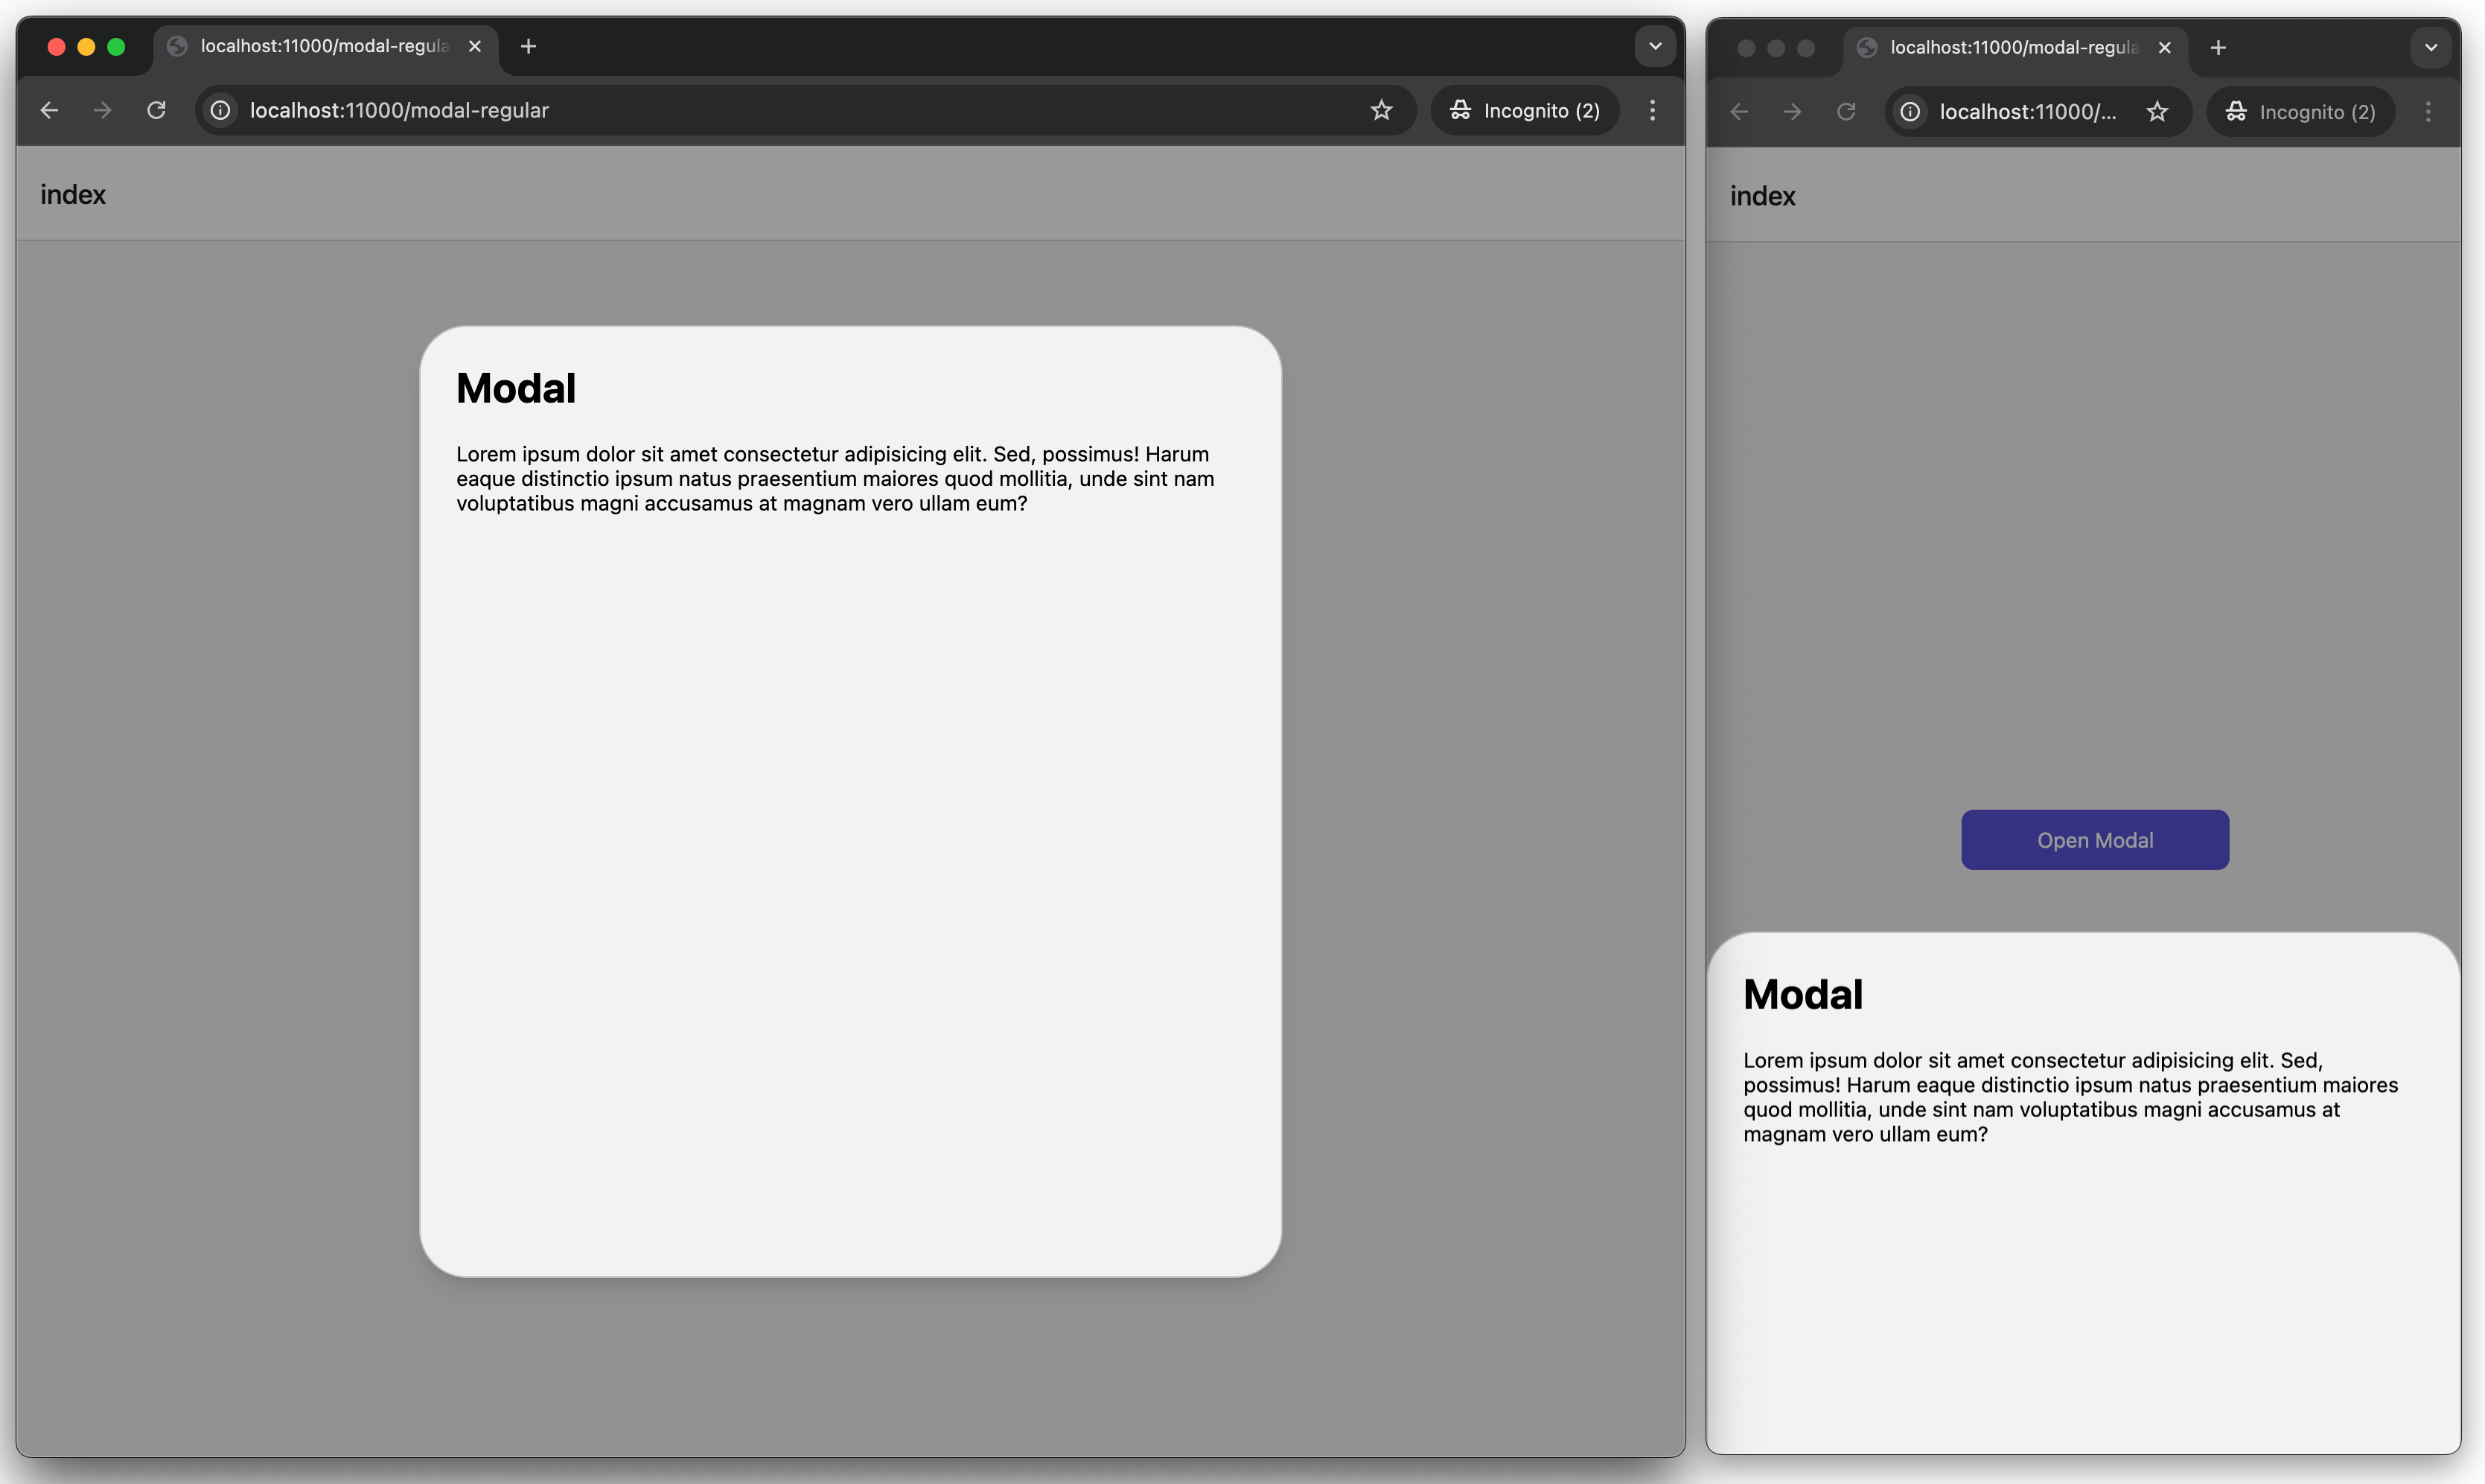 localhost:11000/modal-regula
localhost:11000/modal-regular
Incognito (2)
index
Modal
Lorem ipsum dolor sit amet consectetur adipisicing elit. Sed, possimus! Harum
eaque distinctio ipsum natus praesentium maiores quod mollitia, unde sint nam
voluptatibus magni accusamus at magnam vero ullam eum?
localhost:11000/modal-regula
localhost:11000/...
Incognito (2)
index
Open Modal
Modal
Lorem ipsum dolor sit amet consectetur adipisicing elit. Sed,
possimus! Harum eaque distinctio ipsum natus praesentium maiores
quod mollitia, unde sint nam voluptatibus magni accusamus at
magnam vero ullam eum?